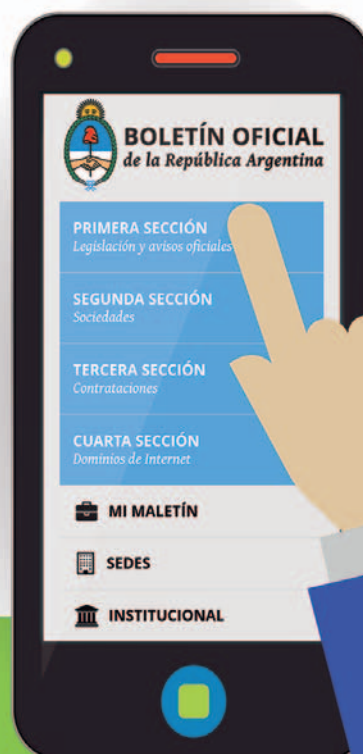 BOLETÍN OFICIAL
de la República Argentina
PRIMERA SECCIÓN
Legislación y avisos oficiales
SEGUNDA SECCIÓN
Sociedades
TERCERA SECCIÓN
Contrataciones
CUARTA SECCIÓN
Dominios de Internet
MI MALETÍN
SEDES
INSTITUCIONAL